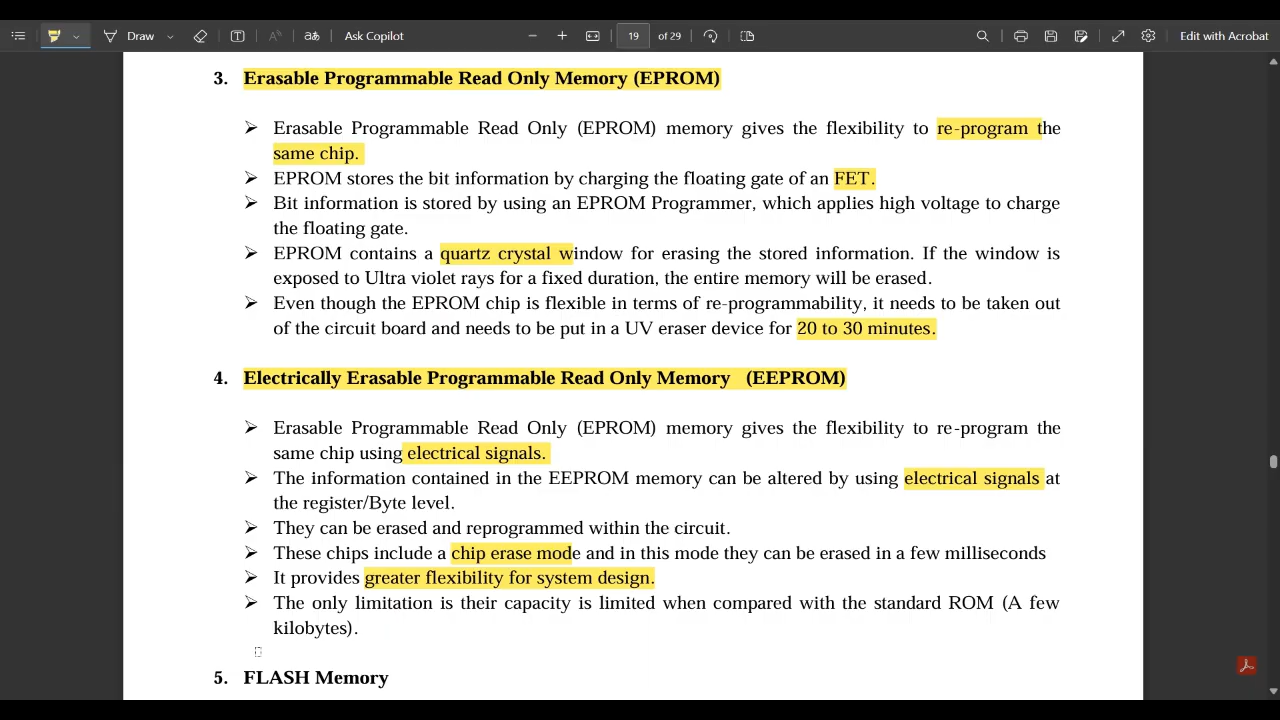 Draw
Ask Copilot
19 of 29
Edit with Acrobat
3. Erasable Programmable Read Only Memory (EPROM)
➢ Erasable Programmable Read Only (EPROM) memory gives the flexibility to re-program the
same chip.
➢ EPROM stores the bit information by charging the floating gate of an FET.
➢ Bit information is stored by using an EPROM Programmer, which applies high voltage to charge
the floating gate.
➢ EPROM contains a quartz crystal window for erasing the stored information. If the window is
exposed to Ultra violet rays for a fixed duration, the entire memory will be erased.
➢ Even though the EPROM chip is flexible in terms of re-programmability, it needs to be taken out
of the circuit board and needs to be put in a UV eraser device for 20 to 30 minutes.
4. Electrically Erasable Programmable Read Only Memory (EEPROM)
➢ Erasable Programmable Read Only (EPROM) memory gives the flexibility to re-program the
same chip using electrical signals.
➢ The information contained in the EEPROM memory can be altered by using electrical signals at
the register/Byte level.
➢ They can be erased and reprogrammed within the circuit.
➢ These chips include a chip erase mode and in this mode they can be erased in a few milliseconds
➢ It provides greater flexibility for system design.
➢ The only limitation is their capacity is limited when compared with the standard ROM (A few
kilobytes).
5. FLASH Memory